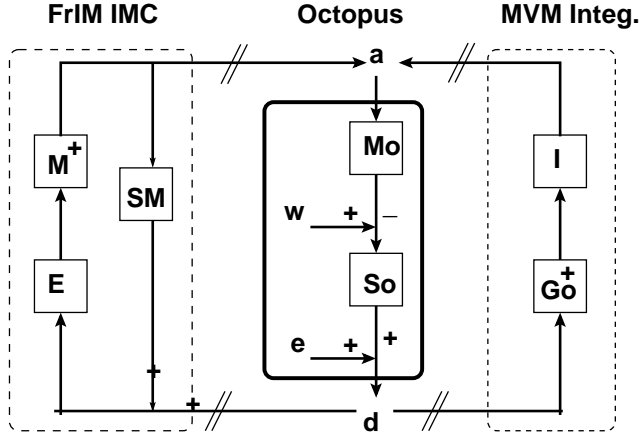 FrIM IMC Octopus MVM Integ.
a
M+ Mo I
SM
w + –
E So Go+
e + +
+
+
d